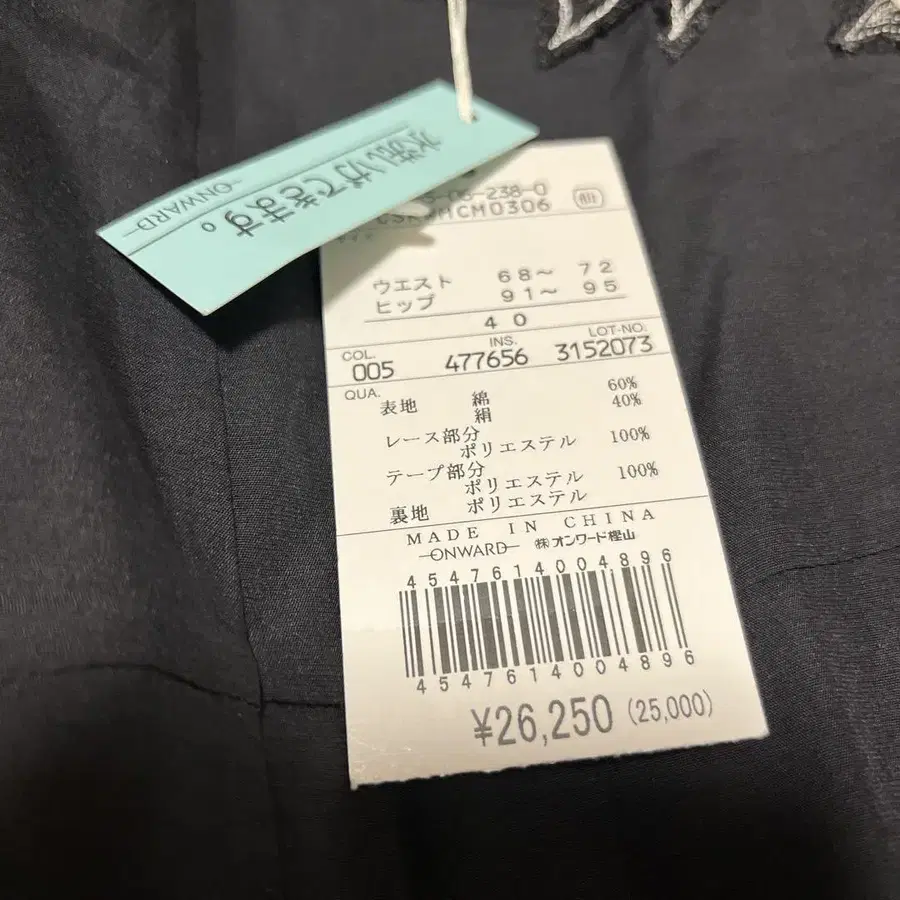 水洗いができます。
ONWARD
-06-238-0
MCM0306
ウエスト 68～ 72
ヒップ 91～ 95
40
COL. INS. LOT-NO:
005 477656 3152073
QUA.
表地 綿 60%
絹 40%
レース部分
ポリエステル 100%
テープ部分
ポリエステル 100%
裏地 ポリエステル
MADE IN CHINA
ONWARD ㈱オンワード樫山
4547614004896
4547614004896
¥26,250 (25,000)